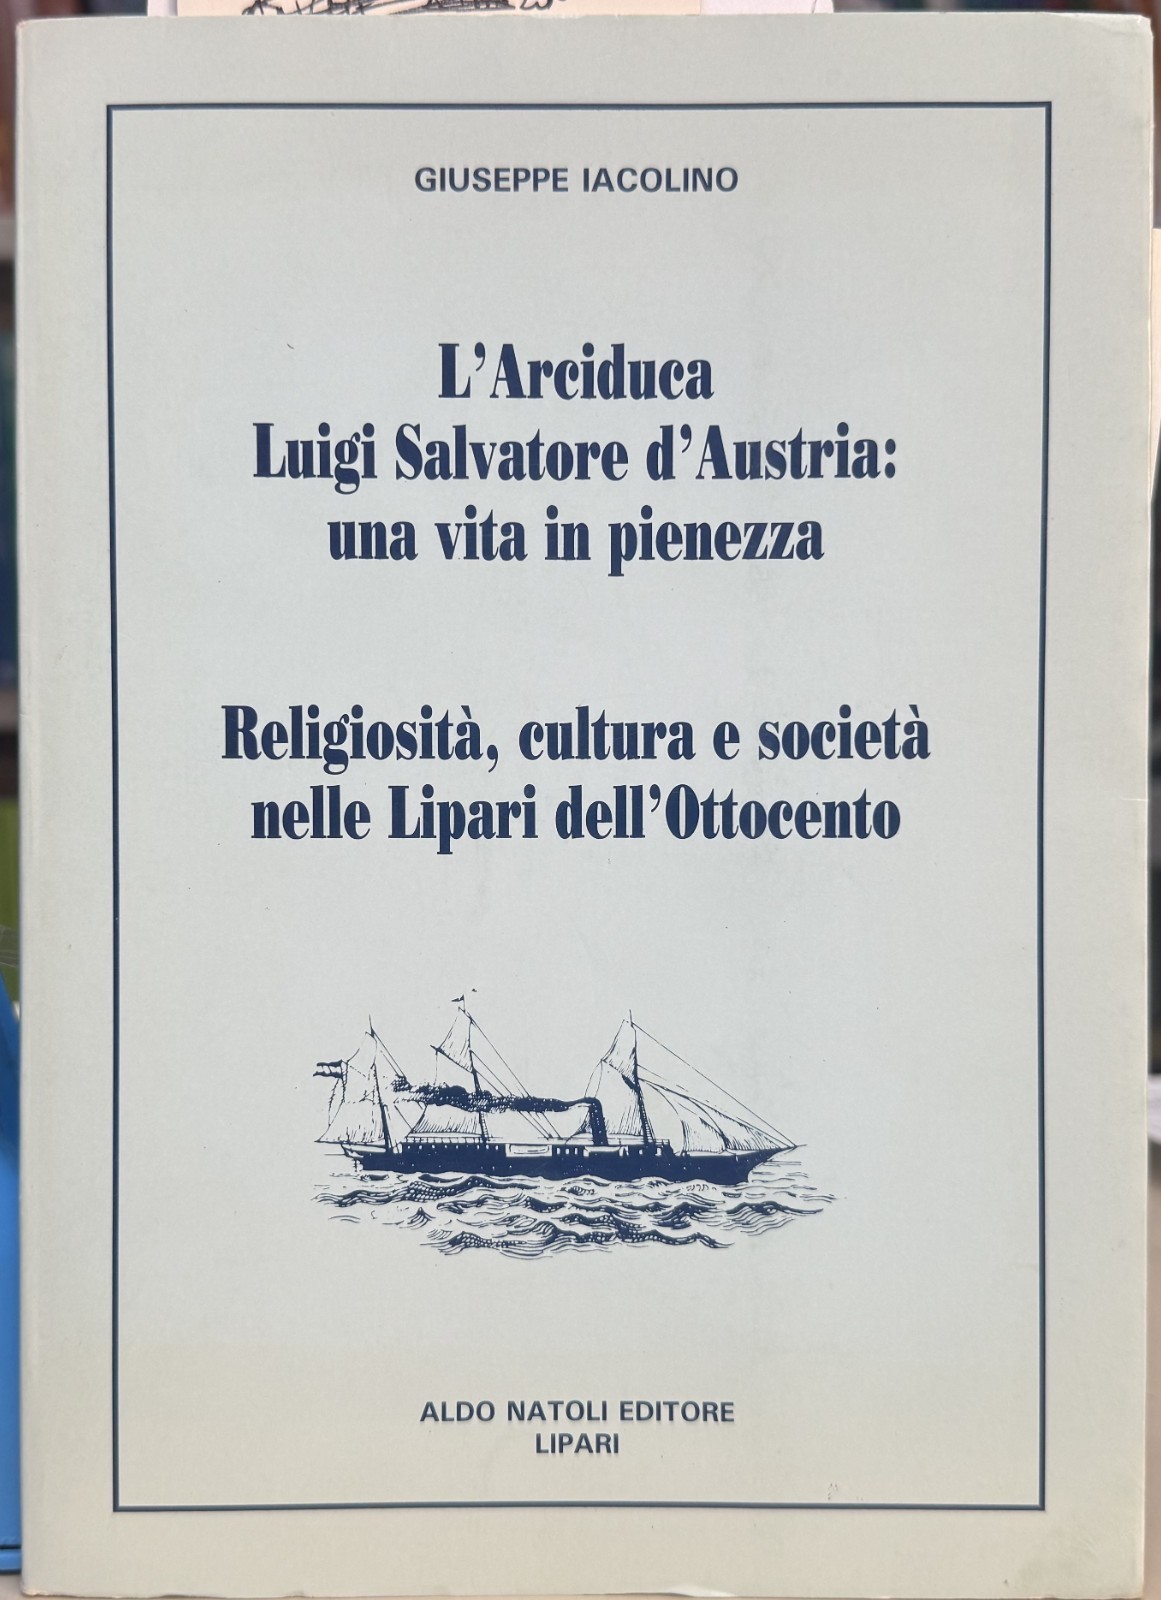 GIUSEPPE IACOLINO
L'Arciduca
Luigi Salvatore d'Austria:
una vita in pienezza
Religiosità, cultura e società
nelle Lipari dell'Ottocento
ALDO NATOLI EDITORE
LIPARI